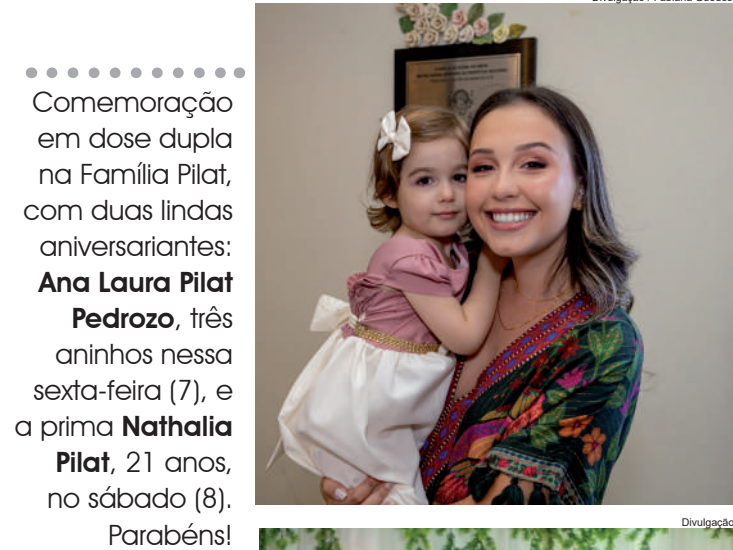 Comemoração
em dose dupla
na Família Pilat,
com duas lindas
aniversariantes:
Ana Laura Pilat
Pedrozo, três
aninhos nessa
sexta-feira (7), e
a prima Nathalia
Pilat, 21 anos,
no sábado (8).
Parabéns!
Divulgação